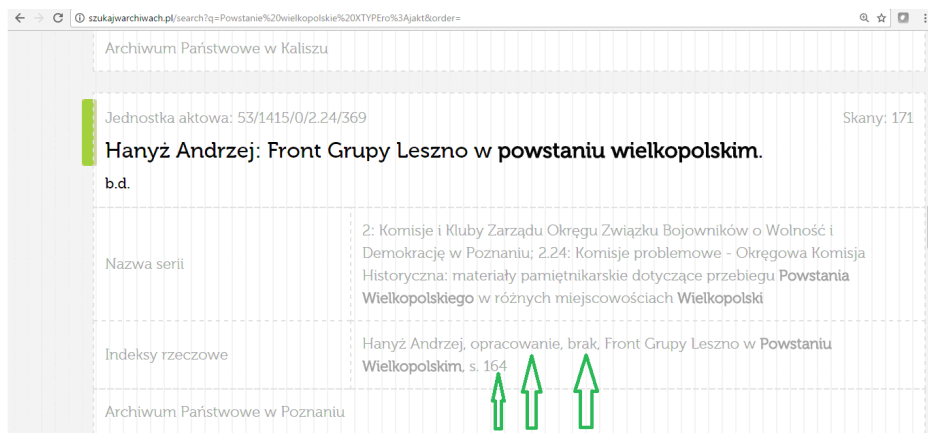 szukajwarchiwach.pl/search?q=Powstanie%20wielkopolskie%20XTYPEro%3Ajakt&order=
Archiwum Państwowe w Kaliszu
Jednostka aktowa: 53/1415/0/2.24/369
Skany: 171
Hanyż Andrzej: Front Grupy Leszno w powstaniu wielkopolskim.
b.d.
Nazwa serii
2: Komisje i Kluby Zarządu Okręgu Związku Bojowników o Wolność i
Demokrację w Poznaniu; 2.24: Komisje problemowe - Okręgowa Komisja
Historyczna: materiały pamiętnikarskie dotyczące przebiegu Powstania
Wielkopolskiego w różnych miejscowościach Wielkopolski
Indeksy rzeczowe
Hanyż Andrzej, opracowanie, brak, Front Grupy Leszno w Powstaniu
Wielkopolskim, s. 164
Archiwum Państwowe w Poznaniu